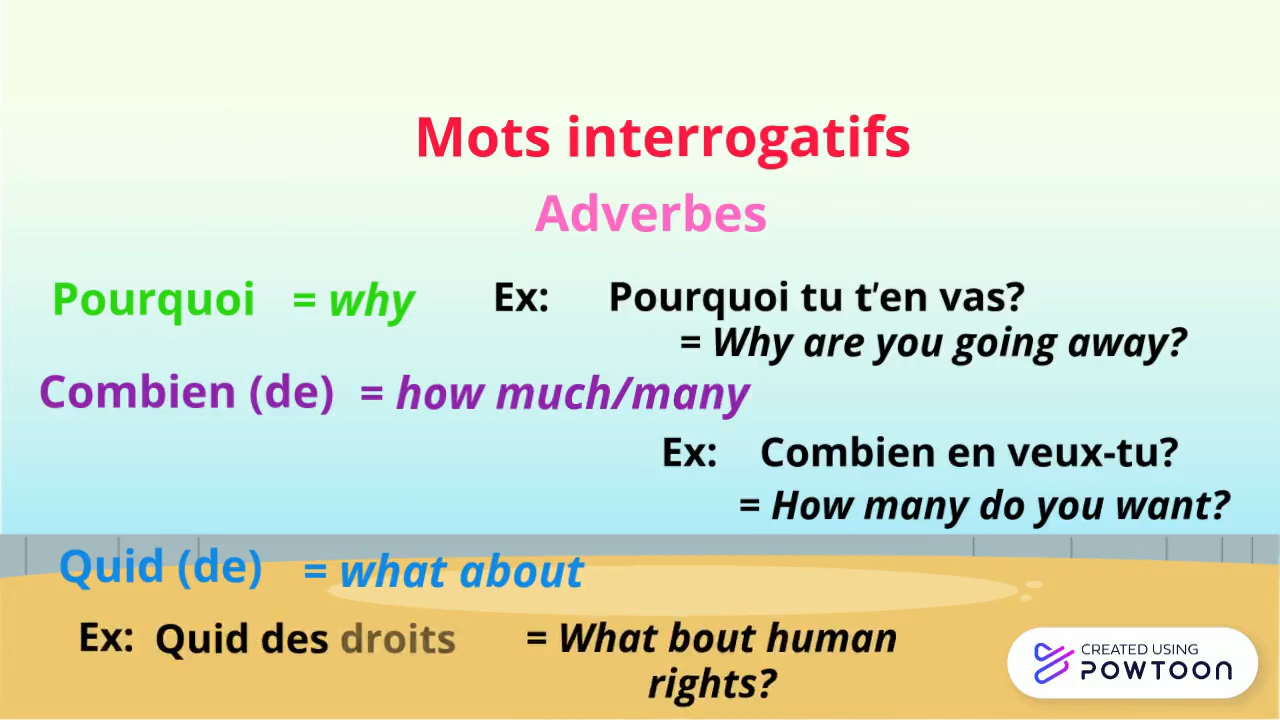 Mots interrogatifs
Adverbes
Pourquoi = why Ex: Pourquoi tu t’en vas?
= Why are you going away?
Combien (de) = how much/many
Ex: Combien en veux-tu?
= How many do you want?
Quid (de) = what about
Ex: Quid des droits = What bout human
rights?
CREATED USING
POWTOON